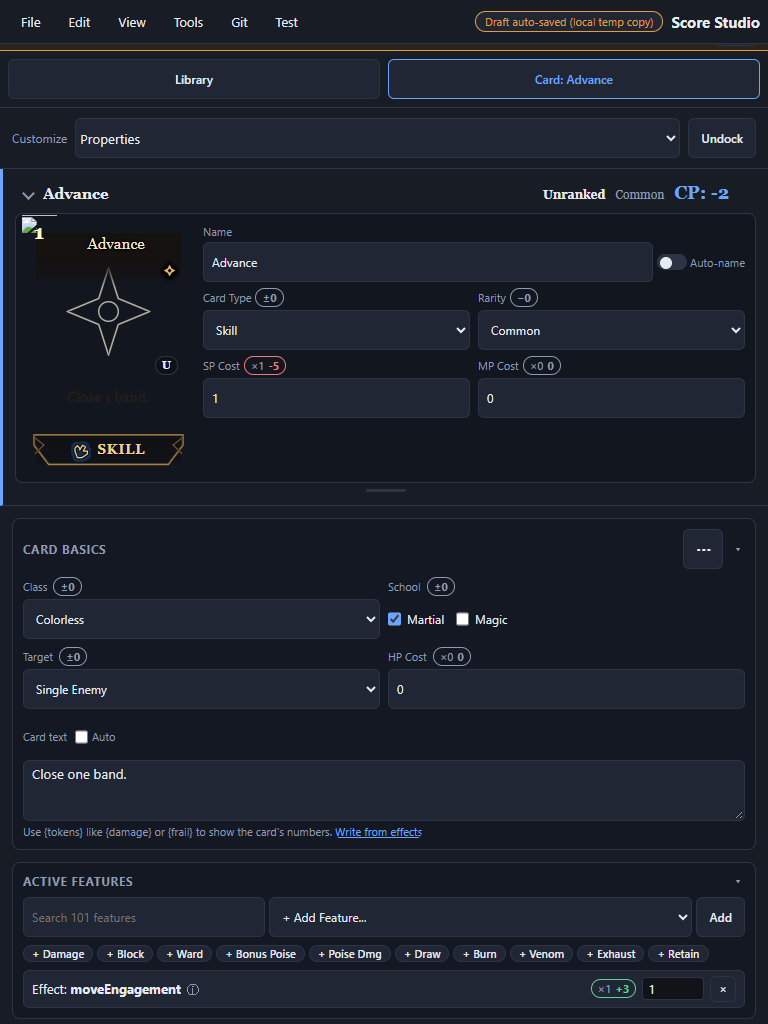 File Edit View Tools Git Test Draft auto-saved (local temp copy) Score Studio
Library Card: Advance
Customize Properties Undock
Advance Unranked Common CP: -2
1
Advance
U
Close 1 band.
SKILL
Name
Advance Auto-name
Card Type ±0 Rarity −0
Skill Common
SP Cost ×1 -5 MP Cost ×0 0
1 0
CARD BASICS ---
Class ±0 School ±0
Colorless Martial Magic
Target ±0 HP Cost ×0 0
Single Enemy 0
Card text Auto
Close one band.
Use {tokens} like {damage} or {frail} to show the card's numbers. Write from effects
ACTIVE FEATURES
Search 101 features + Add Feature... Add
+ Damage + Block + Ward + Bonus Poise + Poise Dmg + Draw + Burn + Venom + Exhaust + Retain
Effect: moveEngagement ⓘ ×1 +3 1 ×